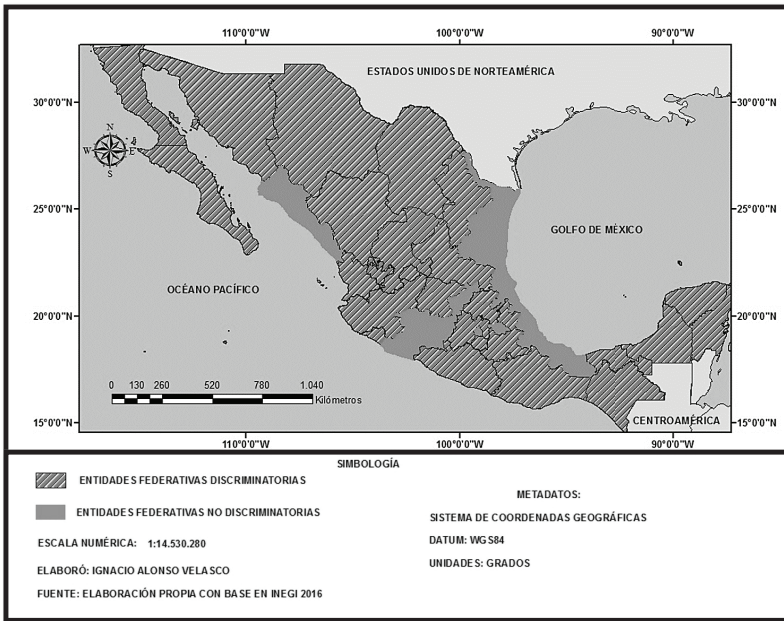 110°0'0"W 100°0'0"W 90°0'0"W
ESTADOS UNIDOS DE NORTEAMÉRICA
30°0'0"N 30°0'0"N
N
W E
S
25°0'0"N 25°0'0"N
GOLFO DE MÉXICO
OCÉANO PACÍFICO
20°0'0"N 20°0'0"N
0 130 260 520 780 1.040
Kilómetros
CENTROAMÉRICA
15°0'0"N 15°0'0"N
110°0'0"W 100°0'0"W 90°0'0"W
SIMBOLOGÍA
ENTIDADES FEDERATIVAS DISCRIMINATORIAS
ENTIDADES FEDERATIVAS NO DISCRIMINATORIAS
ESCALA NUMÉRICA: 1:14.530.280
ELABORÓ: IGNACIO ALONSO VELASCO
FUENTE: ELABORACIÓN PROPIA CON BASE EN INEGI 2016
METADATOS:
SISTEMA DE COORDENADAS GEOGRÁFICAS
DATUM: WGS84
UNIDADES: GRADOS